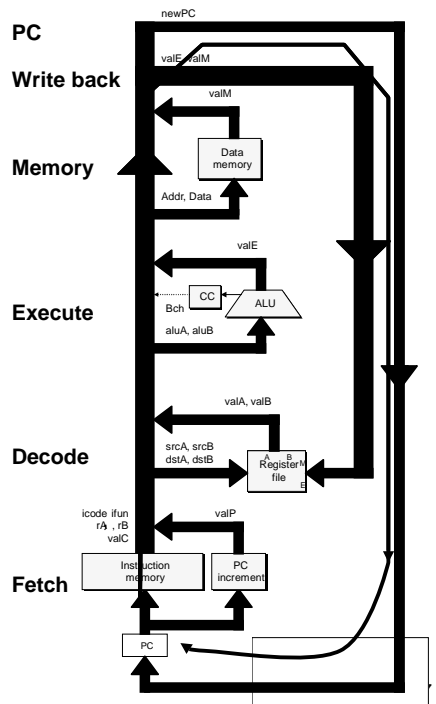 newPC
PC
valE, valM
Write back
valM
Data
memory
Memory
Addr, Data
valE
CC
ALU
Bch
Execute
aluA, aluB
valA, valB
srcA, srcB
dstA, dstB
A B M
Register
file
E
Decode
icode ifun
rA , rB
valC
valP
Instruction
memory
PC
increment
Fetch
PC